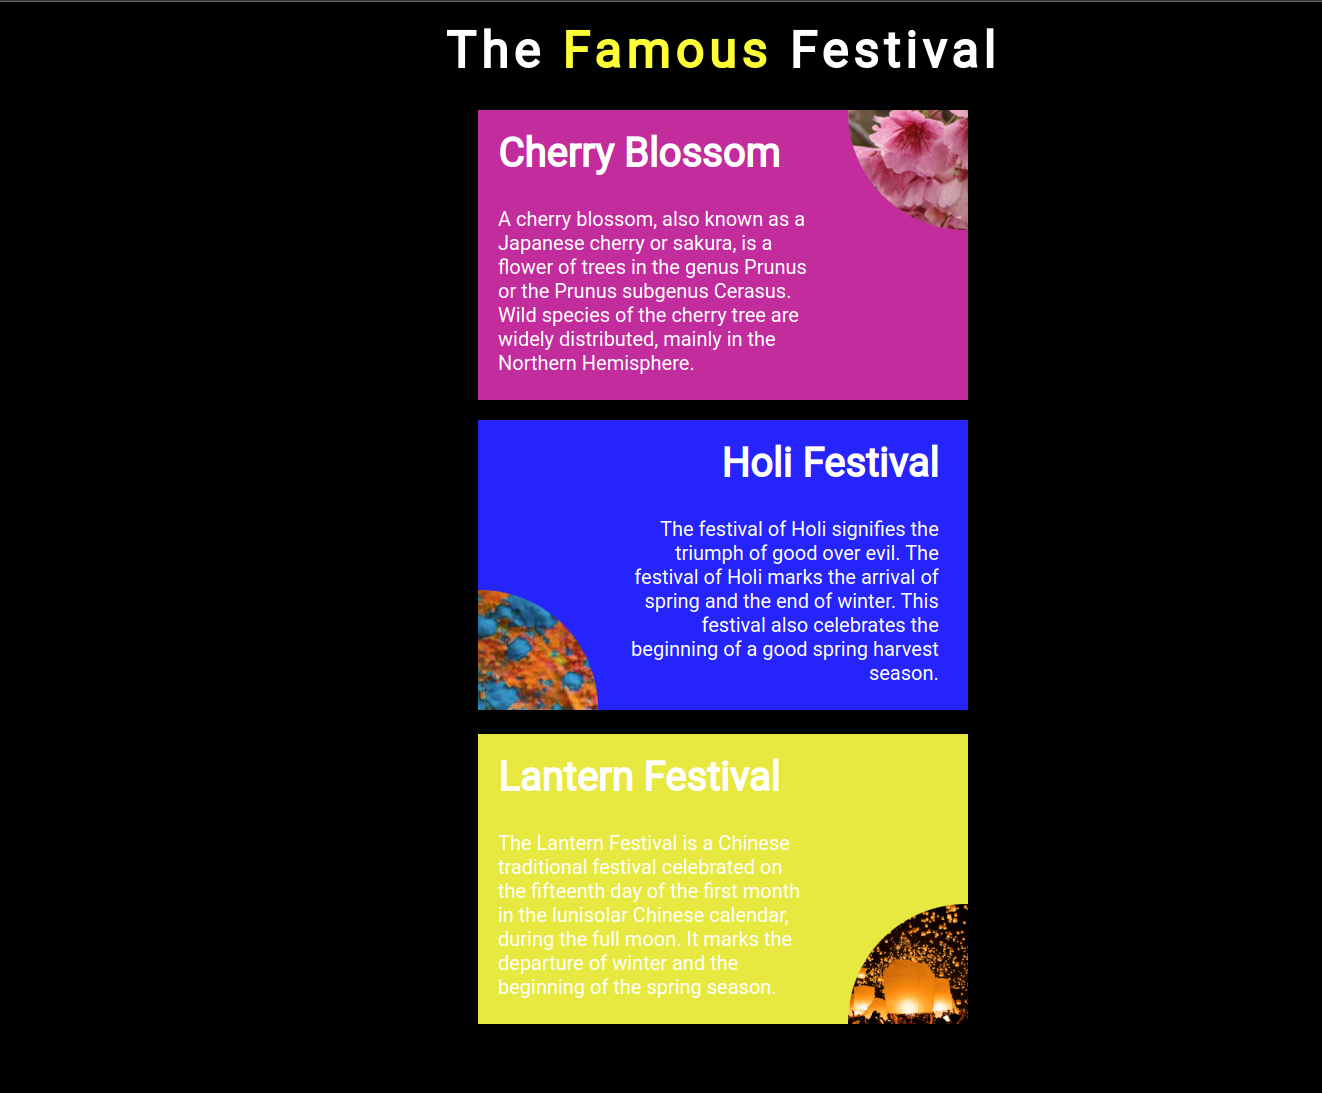 The Famous Festival
Cherry Blossom
A cherry blossom, also known as a
Japanese cherry or sakura, is a
flower of trees in the genus Prunus
or the Prunus subgenus Cerasus.
Wild species of the cherry tree are
widely distributed, mainly in the
Northern Hemisphere.
Holi Festival
The festival of Holi signifies the
triumph of good over evil. The
festival of Holi marks the arrival of
spring and the end of winter. This
festival also celebrates the
beginning of a good spring harvest
season.
Lantern Festival
The Lantern Festival is a Chinese
traditional festival celebrated on
the fifteenth day of the first month
in the lunisolar Chinese calendar,
during the full moon. It marks the
departure of winter and the
beginning of the spring season.